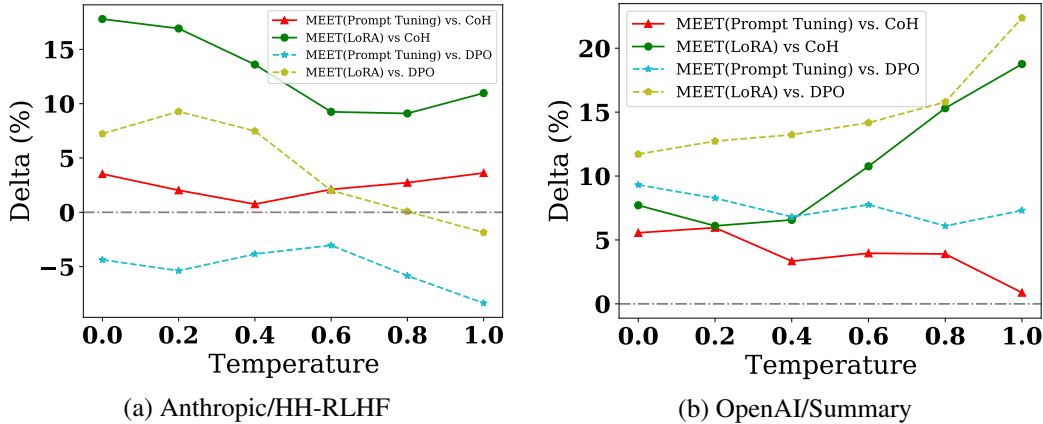 MEET(Prompt Tuning) vs. CoH
MEET(LoRA) vs CoH
MEET(Prompt Tuning) vs. DPO
MEET(LoRA) vs. DPO
Delta (%)
15
10
5
0
−5
0.0 0.2 0.4 0.6 0.8 1.0
Temperature
(a) Anthropic/HH-RLHF
MEET(Prompt Tuning) vs. CoH
MEET(LoRA) vs CoH
MEET(Prompt Tuning) vs. DPO
MEET(LoRA) vs. DPO
Delta (%)
20
15
10
5
0
0.0 0.2 0.4 0.6 0.8 1.0
Temperature
(b) OpenAI/Summary